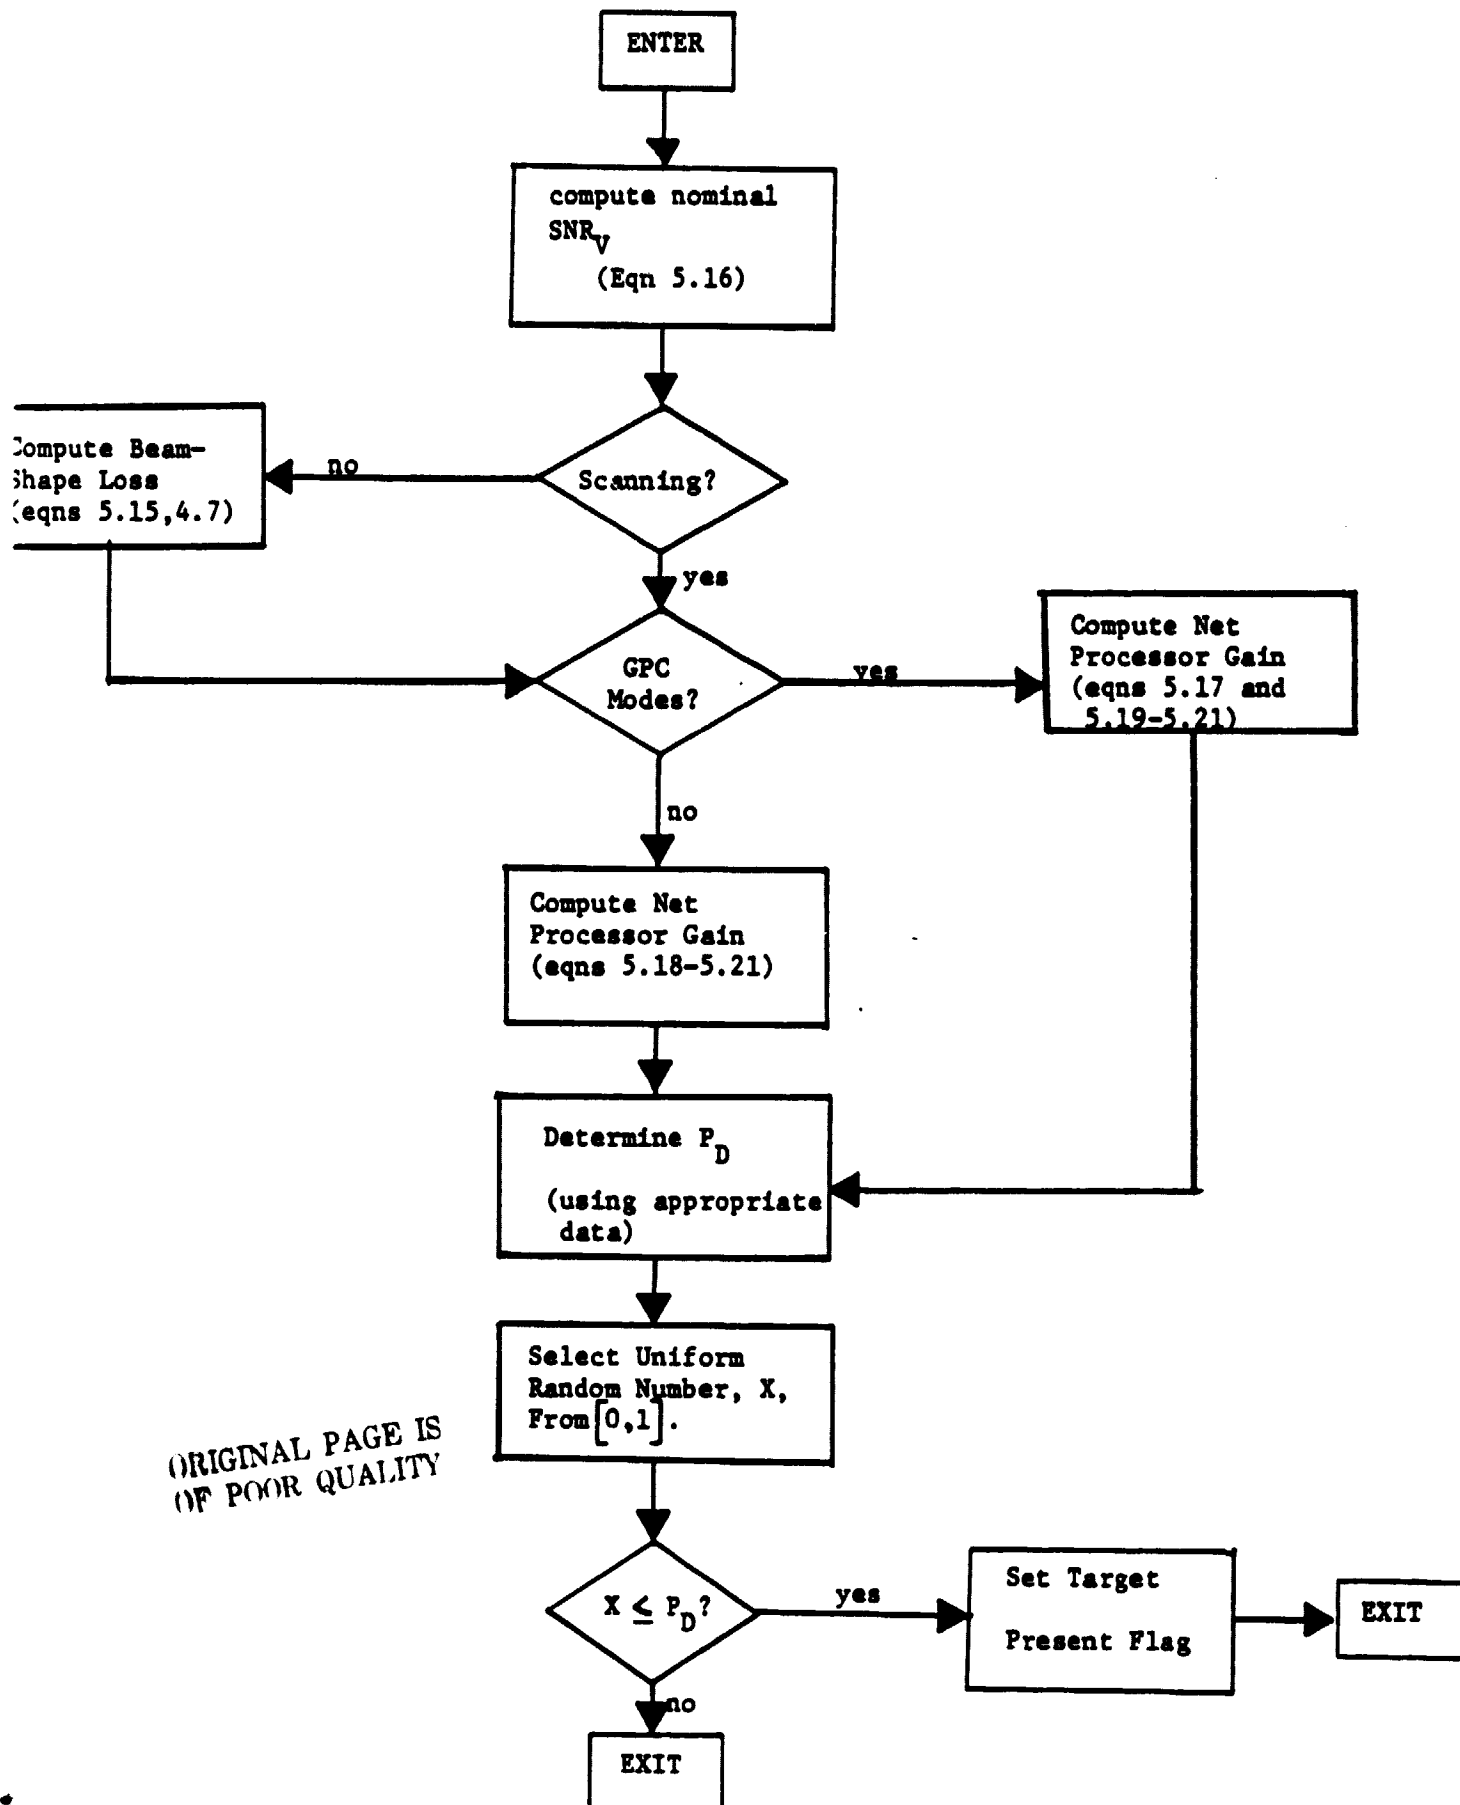 ENTER
compute nominal
SNRV
(Eqn 5.16)
Compute Beam-
Shape Loss
(eqns 5.15,4.7)
no
Scanning?
yes
GPC
Modes?
yes
Compute Net
Processor Gain
(eqns 5.17 and
5.19-5.21)
no
Compute Net
Processor Gain
(eqns 5.18-5.21)
Determine PD
(using appropriate
data)
Select Uniform
Random Number, X,
From [0,1].
ORIGINAL PAGE IS
OF POOR QUALITY
X ≤ PD?
yes
Set Target
Present Flag
EXIT
no
EXIT